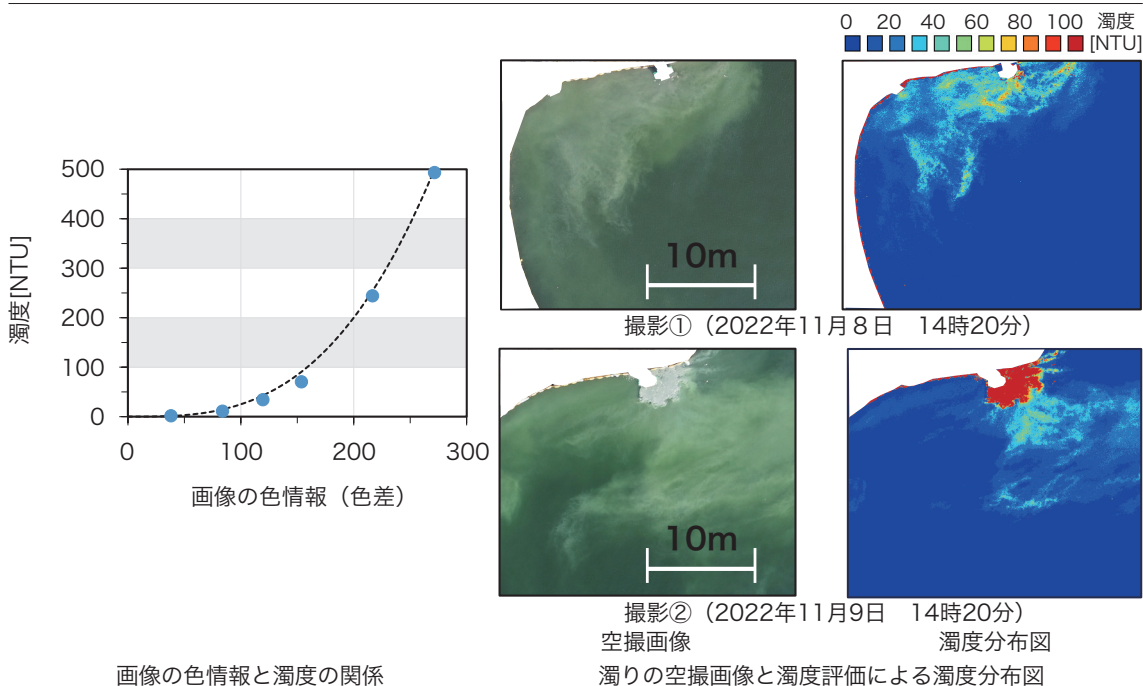 0 20 40 60 80 100 濁度
[NTU]
500
400
300
200
100
0
濁度[NTU]
0 100 200 300
画像の色情報（色差）
10m
撮影①（2022年11月８日　14時20分）
10m
撮影②（2022年11月9日　14時20分）
空撮画像 濁度分布図
画像の色情報と濁度の関係 濁りの空撮画像と濁度評価による濁度分布図